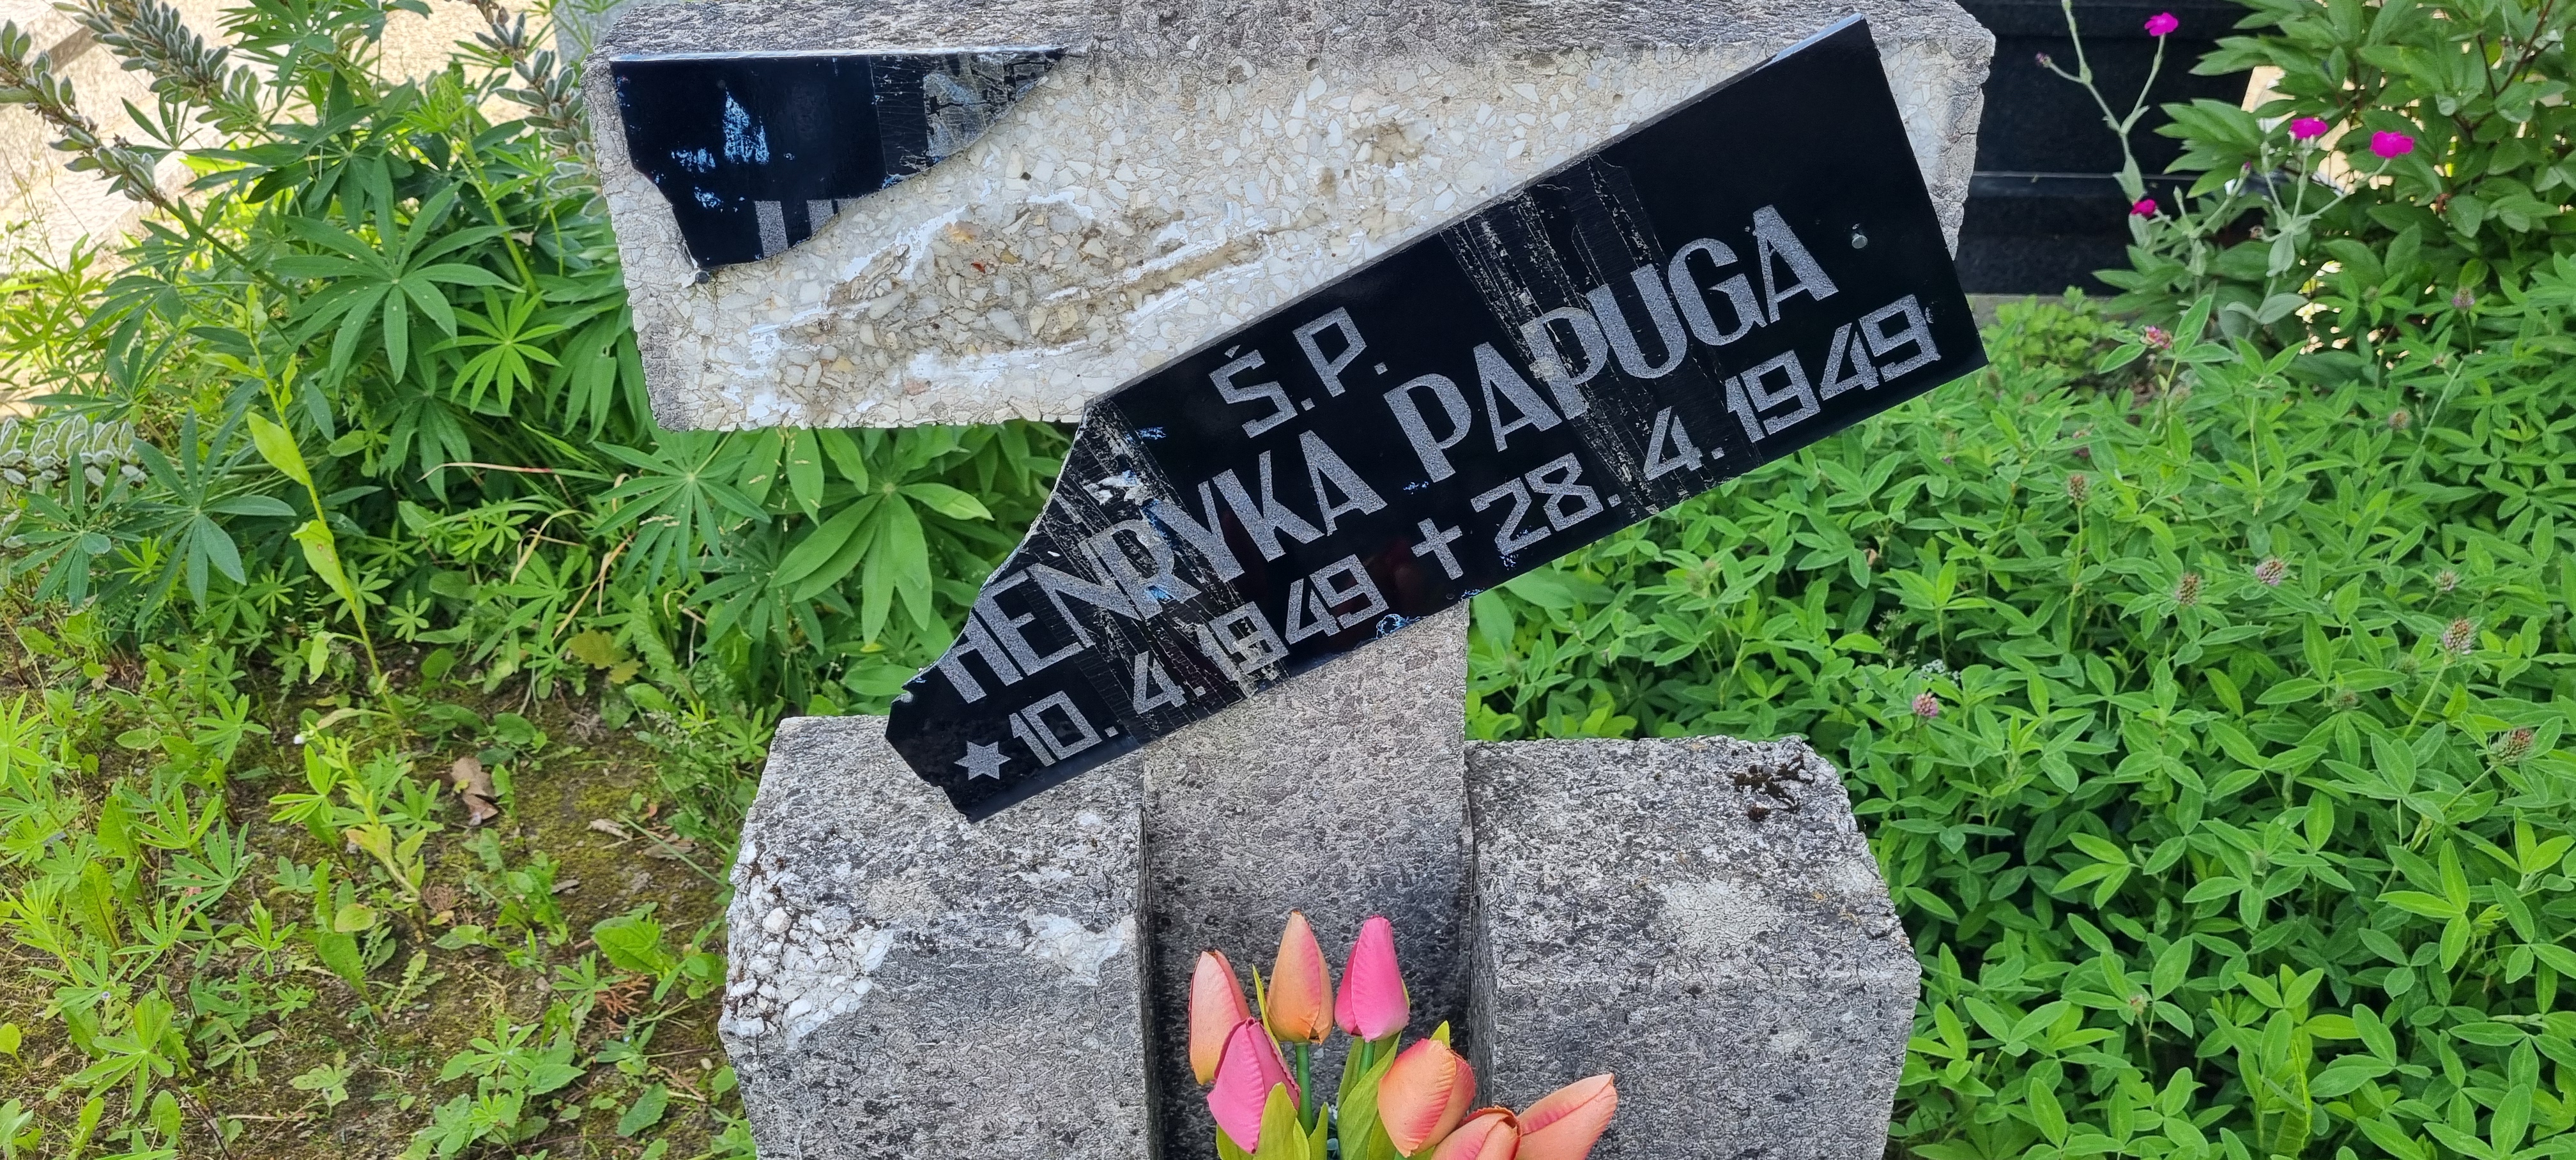 Ś.P.
HENRYKA PAPUGA
★10. 4. 1949 ✝ 28. 4. 1949